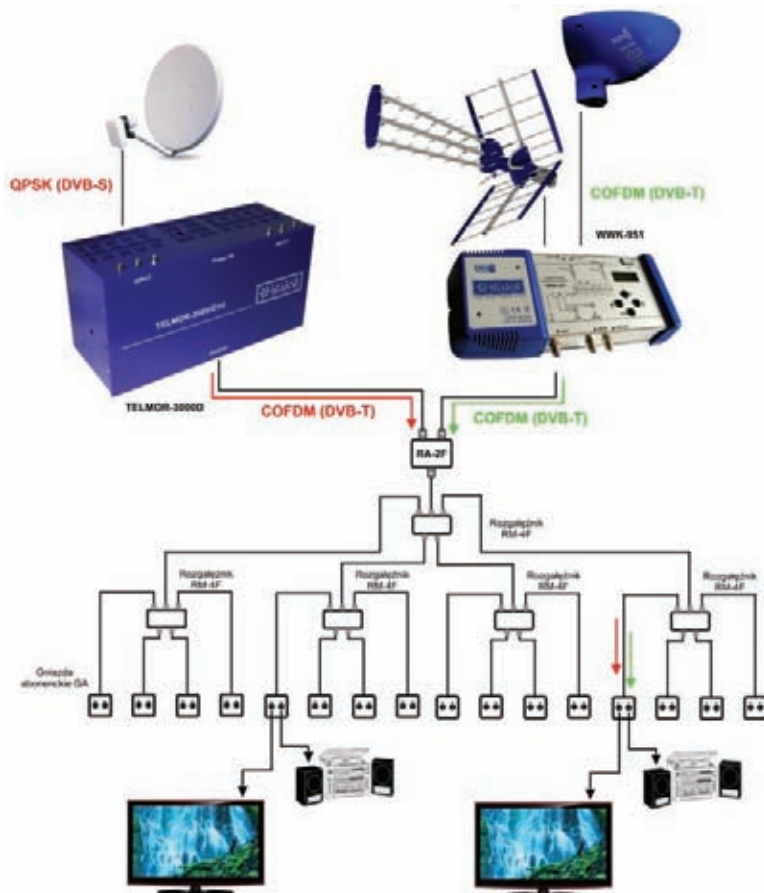 QPSK (DVB-S)
COFDM (DVB-T)
WWK-951
TELMOR-3000D
COFDM (DVB-T)
COFDM (DVB-T)
RA-2F
Rozgałęźnik
RM-4F
Rozgałęźnik
RM-4F
Rozgałęźnik
RM-4F
Rozgałęźnik
RM-4F
Rozgałęźnik
RM-4F
Gniazda
abonenckie GA